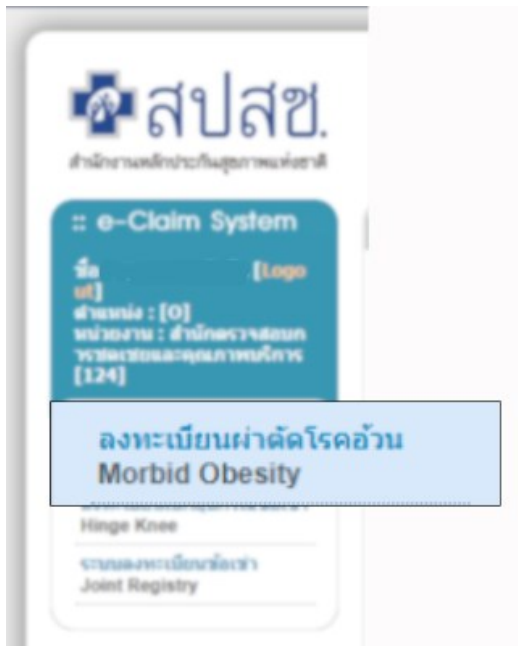 สปสช.
สำนักงานหลักประกันสุขภาพแห่งชาติ
:: e-Claim System
ชื่อ [Logo
ut]
ตำแหน่ง : [O]
หน่วยงาน : สำนักตรวจสอบก
ารชดเชยและคุณภาพบริการ
[124]
ลงทะเบียนผ่าตัดโรคอ้วน
Morbid Obesity
Hinge Knee
ระบบลงทะเบียนข้อเข่า
Joint Registry